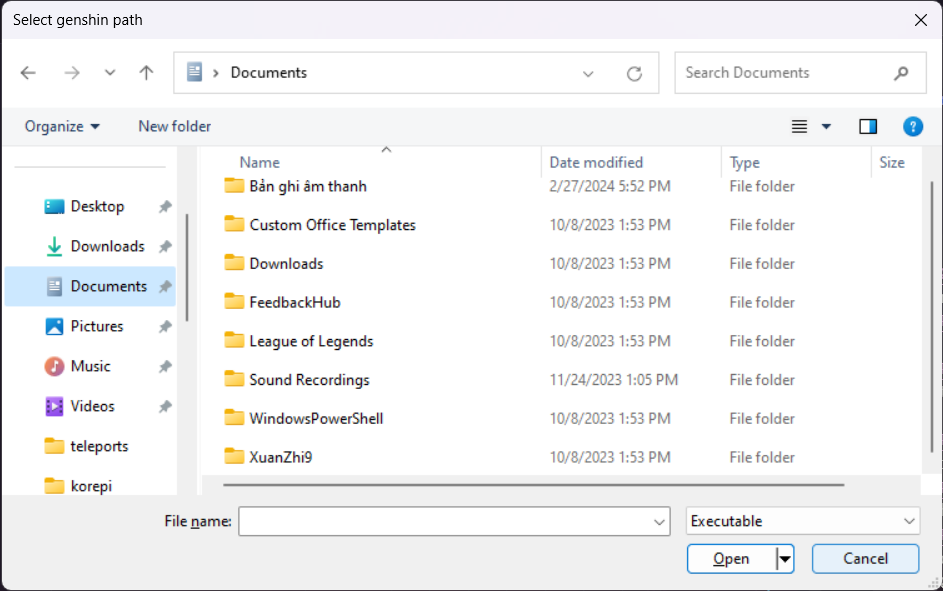 Select genshin path
Documents
Search Documents
Organize
New folder
?
Name Date modified Type Size
Desktop
Downloads
Documents
Pictures
Music
Videos
teleports
korepi
Bản ghi âm thanh 2/27/2024 5:52 PM File folder
Custom Office Templates 10/8/2023 1:53 PM File folder
Downloads 10/8/2023 1:53 PM File folder
FeedbackHub 10/8/2023 1:53 PM File folder
League of Legends 10/8/2023 1:53 PM File folder
Sound Recordings 11/24/2023 1:05 PM File folder
WindowsPowerShell 10/8/2023 1:53 PM File folder
XuanZhi9 10/8/2023 1:53 PM File folder
File name:
Executable
Open
Cancel